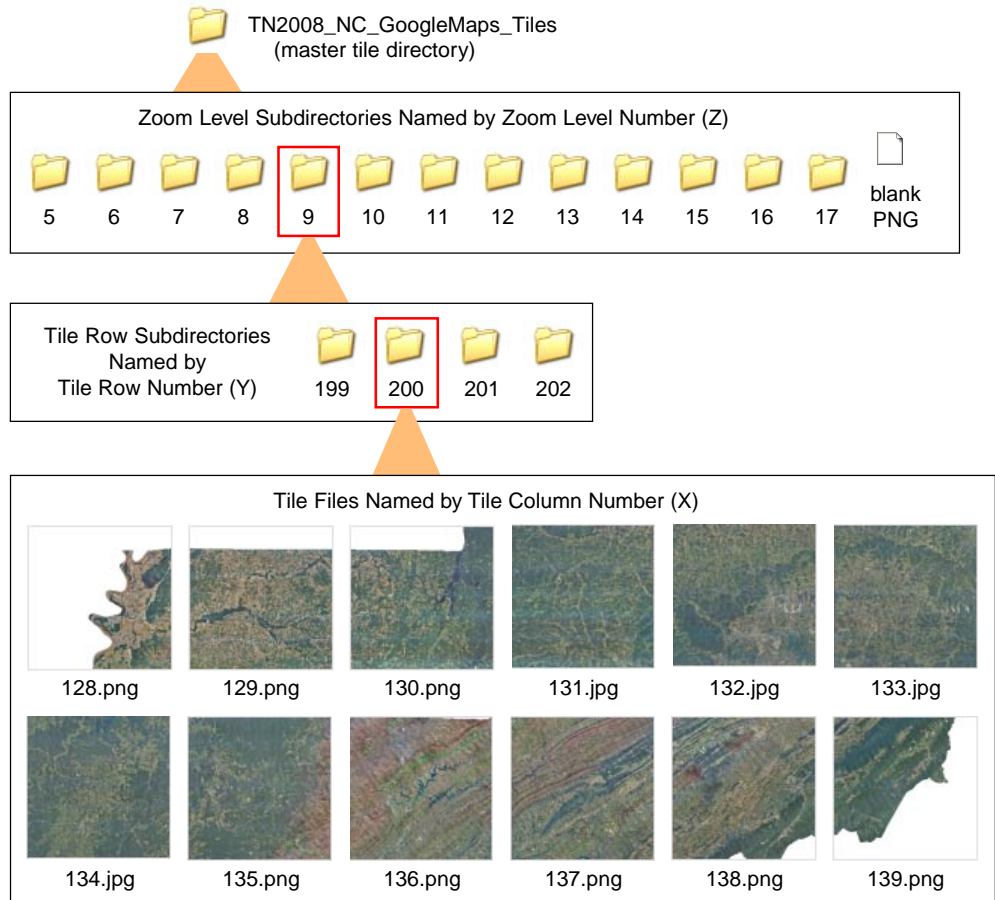 TN2008_NC_GoogleMaps_Tiles
(master tile directory)
Zoom Level Subdirectories Named by Zoom Level Number (Z)
5 6 7 8 9 10 11 12 13 14 15 16 17 blank
PNG
Tile Row Subdirectories
Named by
Tile Row Number (Y)
199 200 201 202
Tile Files Named by Tile Column Number (X)
128.png 129.png 130.png 131.jpg 132.jpg 133.jpg
134.jpg 135.png 136.png 137.png 138.png 139.png